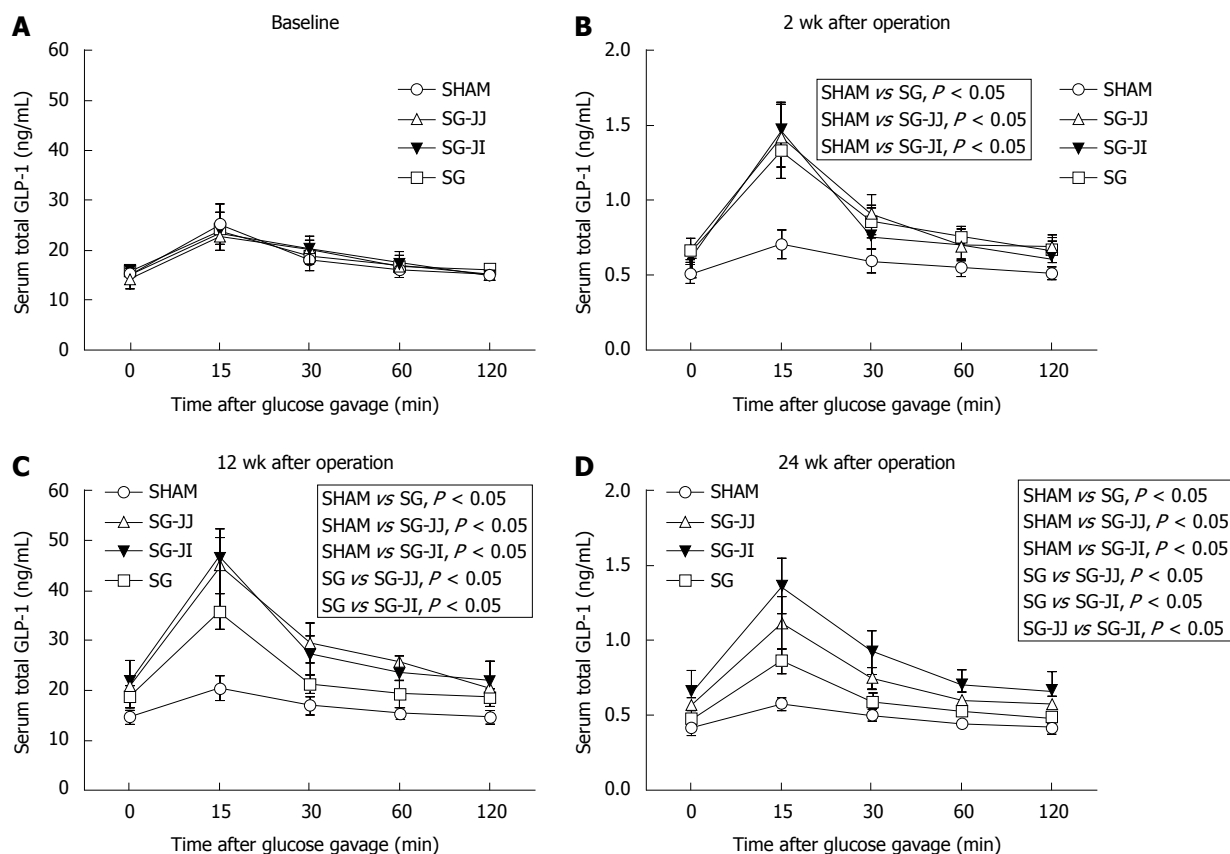 A
Baseline
60
50
40
30
20
10
0
Serum total GLP-1 (ng/mL)
SHAM
SG-JJ
SG-JI
SG
0 15 30 60 120
Time after glucose gavage (min)
B
2 wk after operation
2.0
1.5
1.0
0.5
0.0
Serum total GLP-1 (ng/mL)
SHAM vs SG, P < 0.05
SHAM vs SG-JJ, P < 0.05
SHAM vs SG-JI, P < 0.05
SHAM
SG-JJ
SG-JI
SG
0 15 30 60 120
Time after glucose gavage (min)
C
12 wk after operation
60
50
40
30
20
10
0
Serum total GLP-1 (ng/mL)
SHAM
SG-JJ
SG-JI
SG
SHAM vs SG, P < 0.05
SHAM vs SG-JJ, P < 0.05
SHAM vs SG-JI, P < 0.05
SG vs SG-JJ, P < 0.05
SG vs SG-JI, P < 0.05
0 15 30 60 120
Time after glucose gavage (min)
D
24 wk after operation
2.0
1.5
1.0
0.5
0.0
Serum total GLP-1 (ng/mL)
SHAM
SG-JJ
SG-JI
SG
SHAM vs SG, P < 0.05
SHAM vs SG-JJ, P < 0.05
SHAM vs SG-JI, P < 0.05
SG vs SG-JJ, P < 0.05
SG vs SG-JI, P < 0.05
SG-JJ vs SG-JI, P < 0.05
0 15 30 60 120
Time after glucose gavage (min)